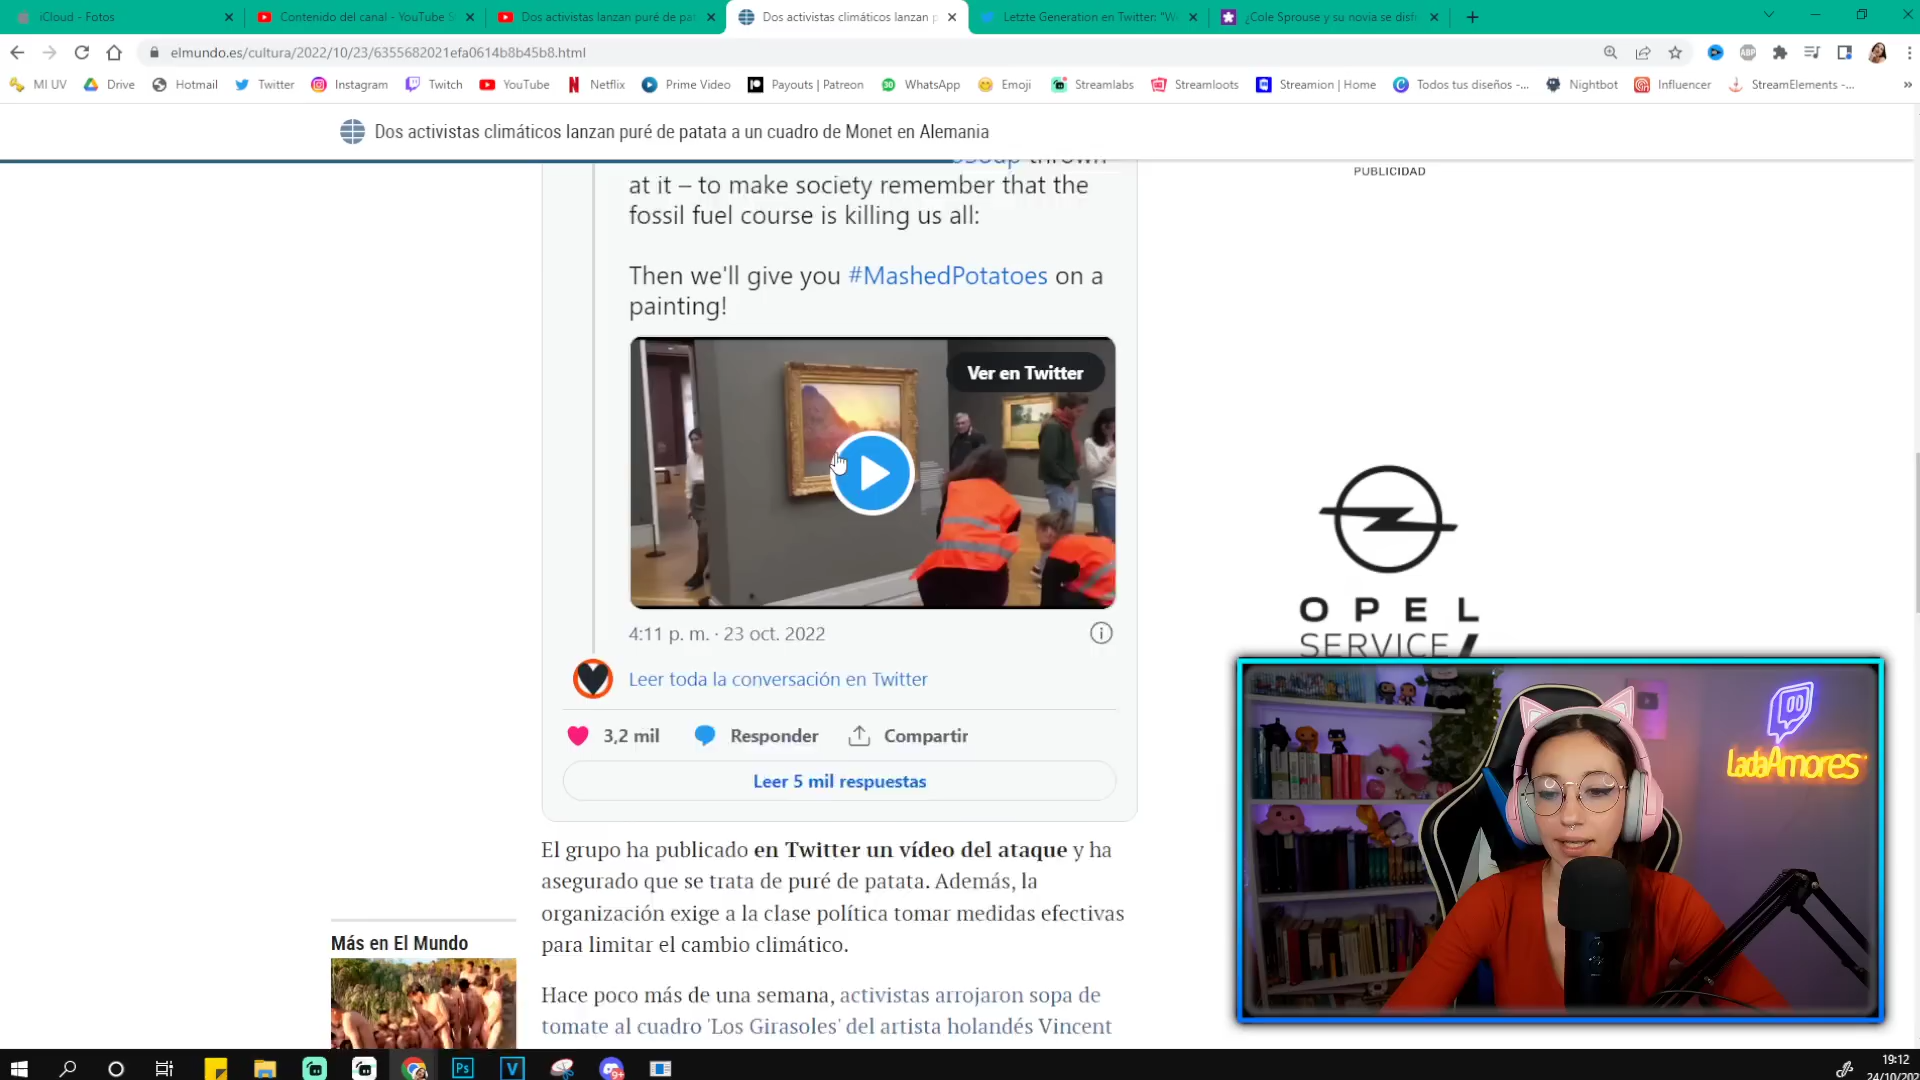 iCloud - Fotos
Contenido del canal - YouTube S
Dos activistas lanzan puré de pat
Dos activistas climáticos lanzan p
Letzte Generation en Twitter: "W
¿Cole Sprouse y su novia se disf
elmundo.es/cultura/2022/10/23/6355682021efa0614b8b45b8.html
MI UV
Drive
Hotmail
Twitter
Instagram
Twitch
YouTube
Netflix
Prime Video
Payouts | Patreon
WhatsApp
Emoji
Streamlabs
Streamloots
Streamion | Home
Todos tus diseños -...
Nightbot
Influencer
StreamElements -...
Dos activistas climáticos lanzan puré de patata a un cuadro de Monet en Alemania
PUBLICIDAD
thrown
at it – to make society remember that the
fossil fuel course is killing us all:
Then we'll give you #MashedPotatoes on a
painting!
Ver en Twitter
4:11 p. m. · 23 oct. 2022
Leer toda la conversación en Twitter
3,2 mil
Responder
Compartir
Leer 5 mil respuestas
OPEL
SERVICE
LadaAmores
El grupo ha publicado en Twitter un vídeo del ataque y ha
asegurado que se trata de puré de patata. Además, la
organización exige a la clase política tomar medidas efectivas
para limitar el cambio climático.
Más en El Mundo
Hace poco más de una semana, activistas arrojaron sopa de
tomate al cuadro 'Los Girasoles' del artista holandés Vincent
19:12
24/10/202